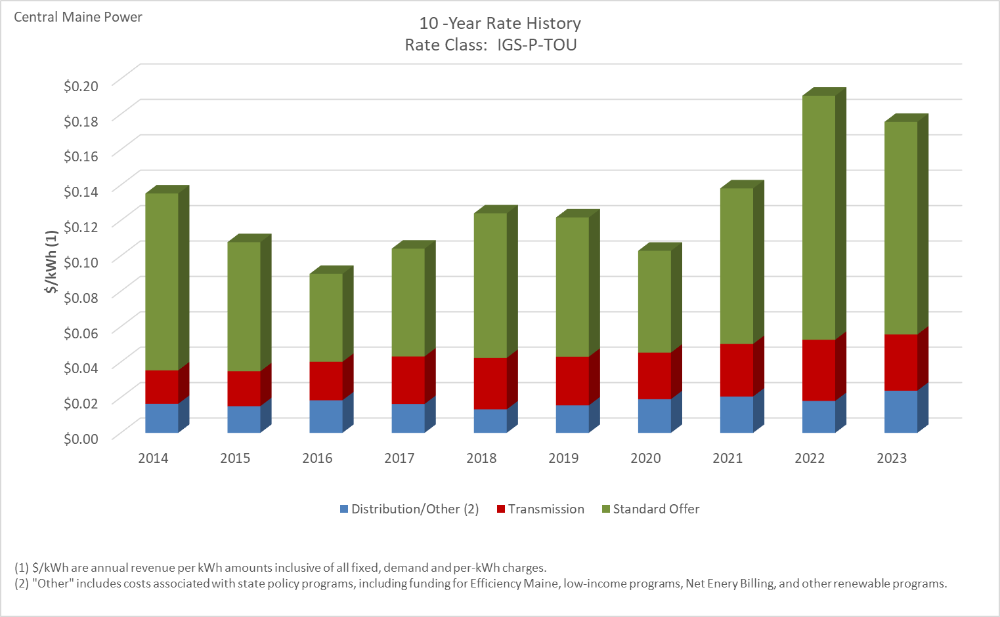 Central Maine Power
10 -Year Rate History
Rate Class:  IGS-P-TOU
$0.20
$0.18
$0.16
$0.14
$0.12
$0.10
$0.08
$0.06
$0.04
$0.02
$0.00
$/kWh (1)
2014 2015 2016 2017 2018 2019 2020 2021 2022 2023
Distribution/Other (2) Transmission Standard Offer
(1) $/kWh are annual revenue per kWh amounts inclusive of all fixed, demand and per-kWh charges.
(2) "Other" includes costs associated with state policy programs, including funding for Efficiency Maine, low-income programs, Net Enery Billing, and other renewable programs.